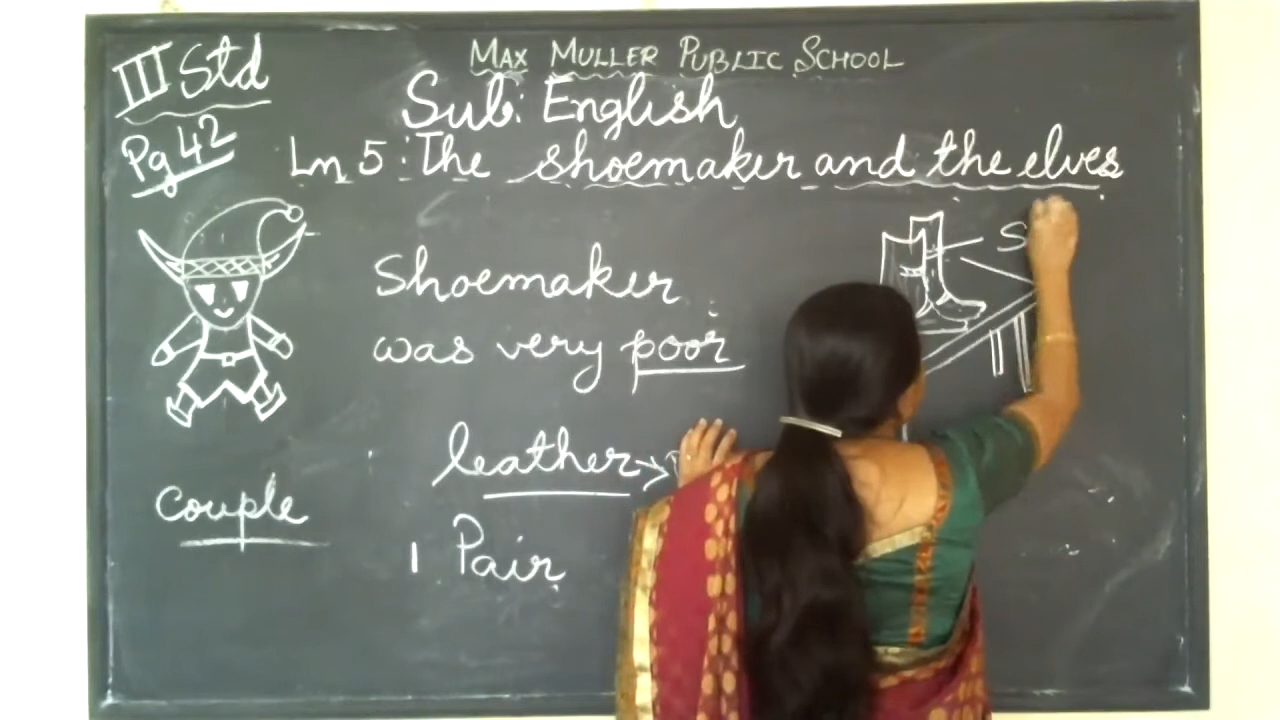 MAX MULLER PUBLIC SCHOOL
III Std
Sub: English
Pg 42
Ln 5: The shoemaker and the elves
Shoemaker
was very poor
leather →
couple
1 Pair